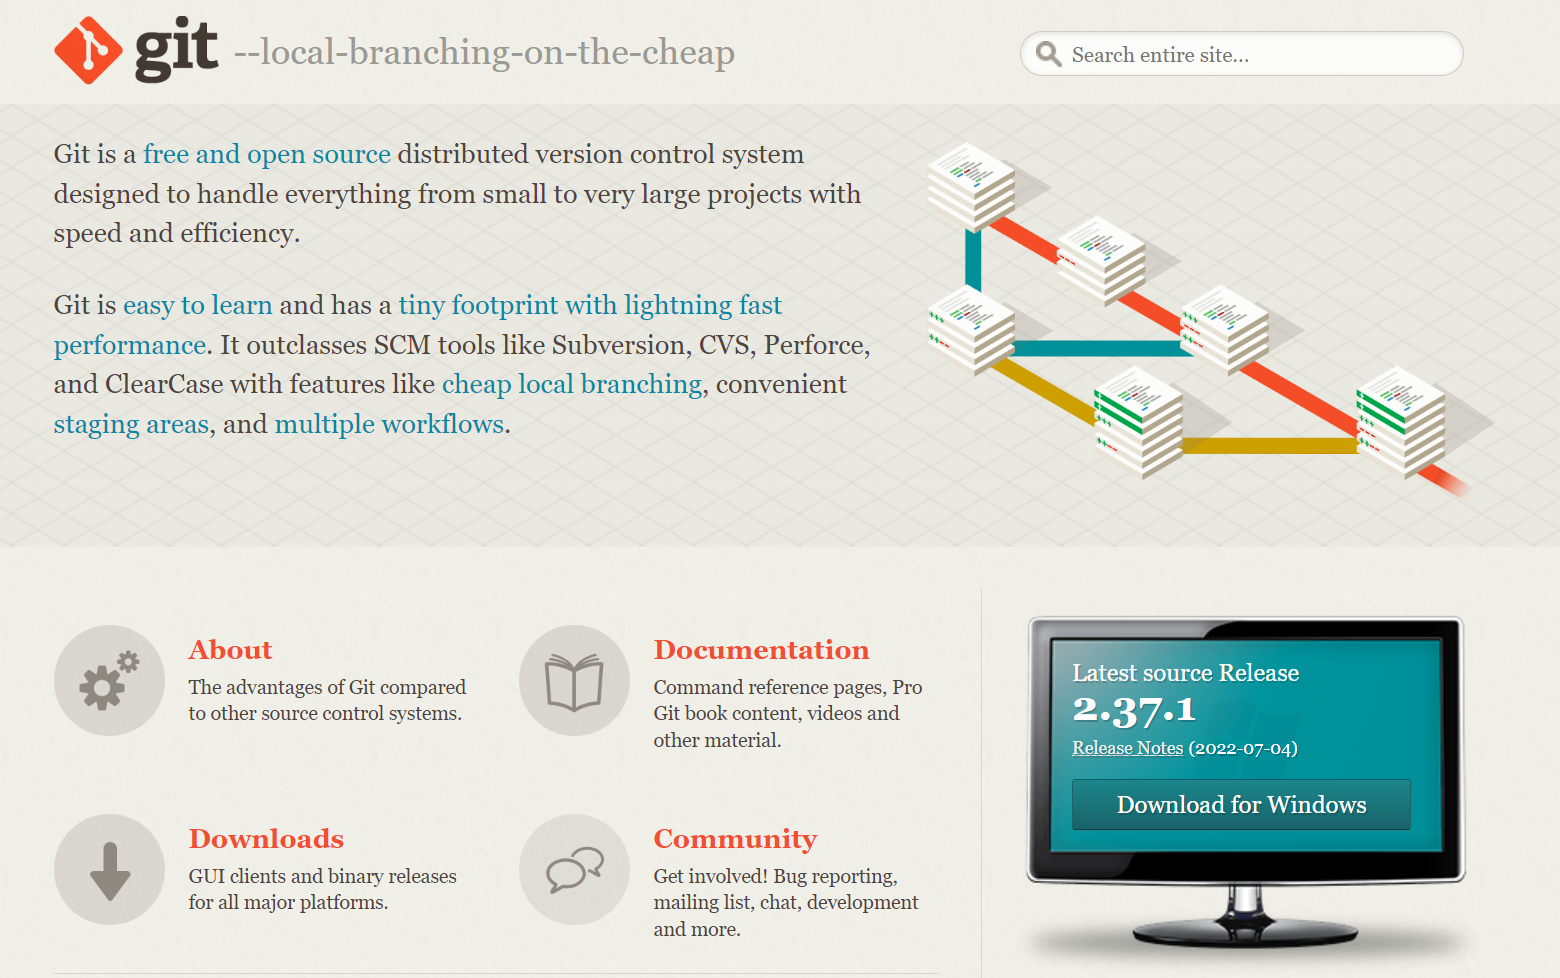 git --local-branching-on-the-cheap
Search entire site...
Git is a free and open source distributed version control system
designed to handle everything from small to very large projects with
speed and efficiency.
Git is easy to learn and has a tiny footprint with lightning fast
performance. It outclasses SCM tools like Subversion, CVS, Perforce,
and ClearCase with features like cheap local branching, convenient
staging areas, and multiple workflows.
About
The advantages of Git compared
to other source control systems.
Documentation
Command reference pages, Pro
Git book content, videos and
other material.
Downloads
GUI clients and binary releases
for all major platforms.
Community
Get involved! Bug reporting,
mailing list, chat, development
and more.
Latest source Release
2.37.1
Release Notes (2022-07-04)
Download for Windows